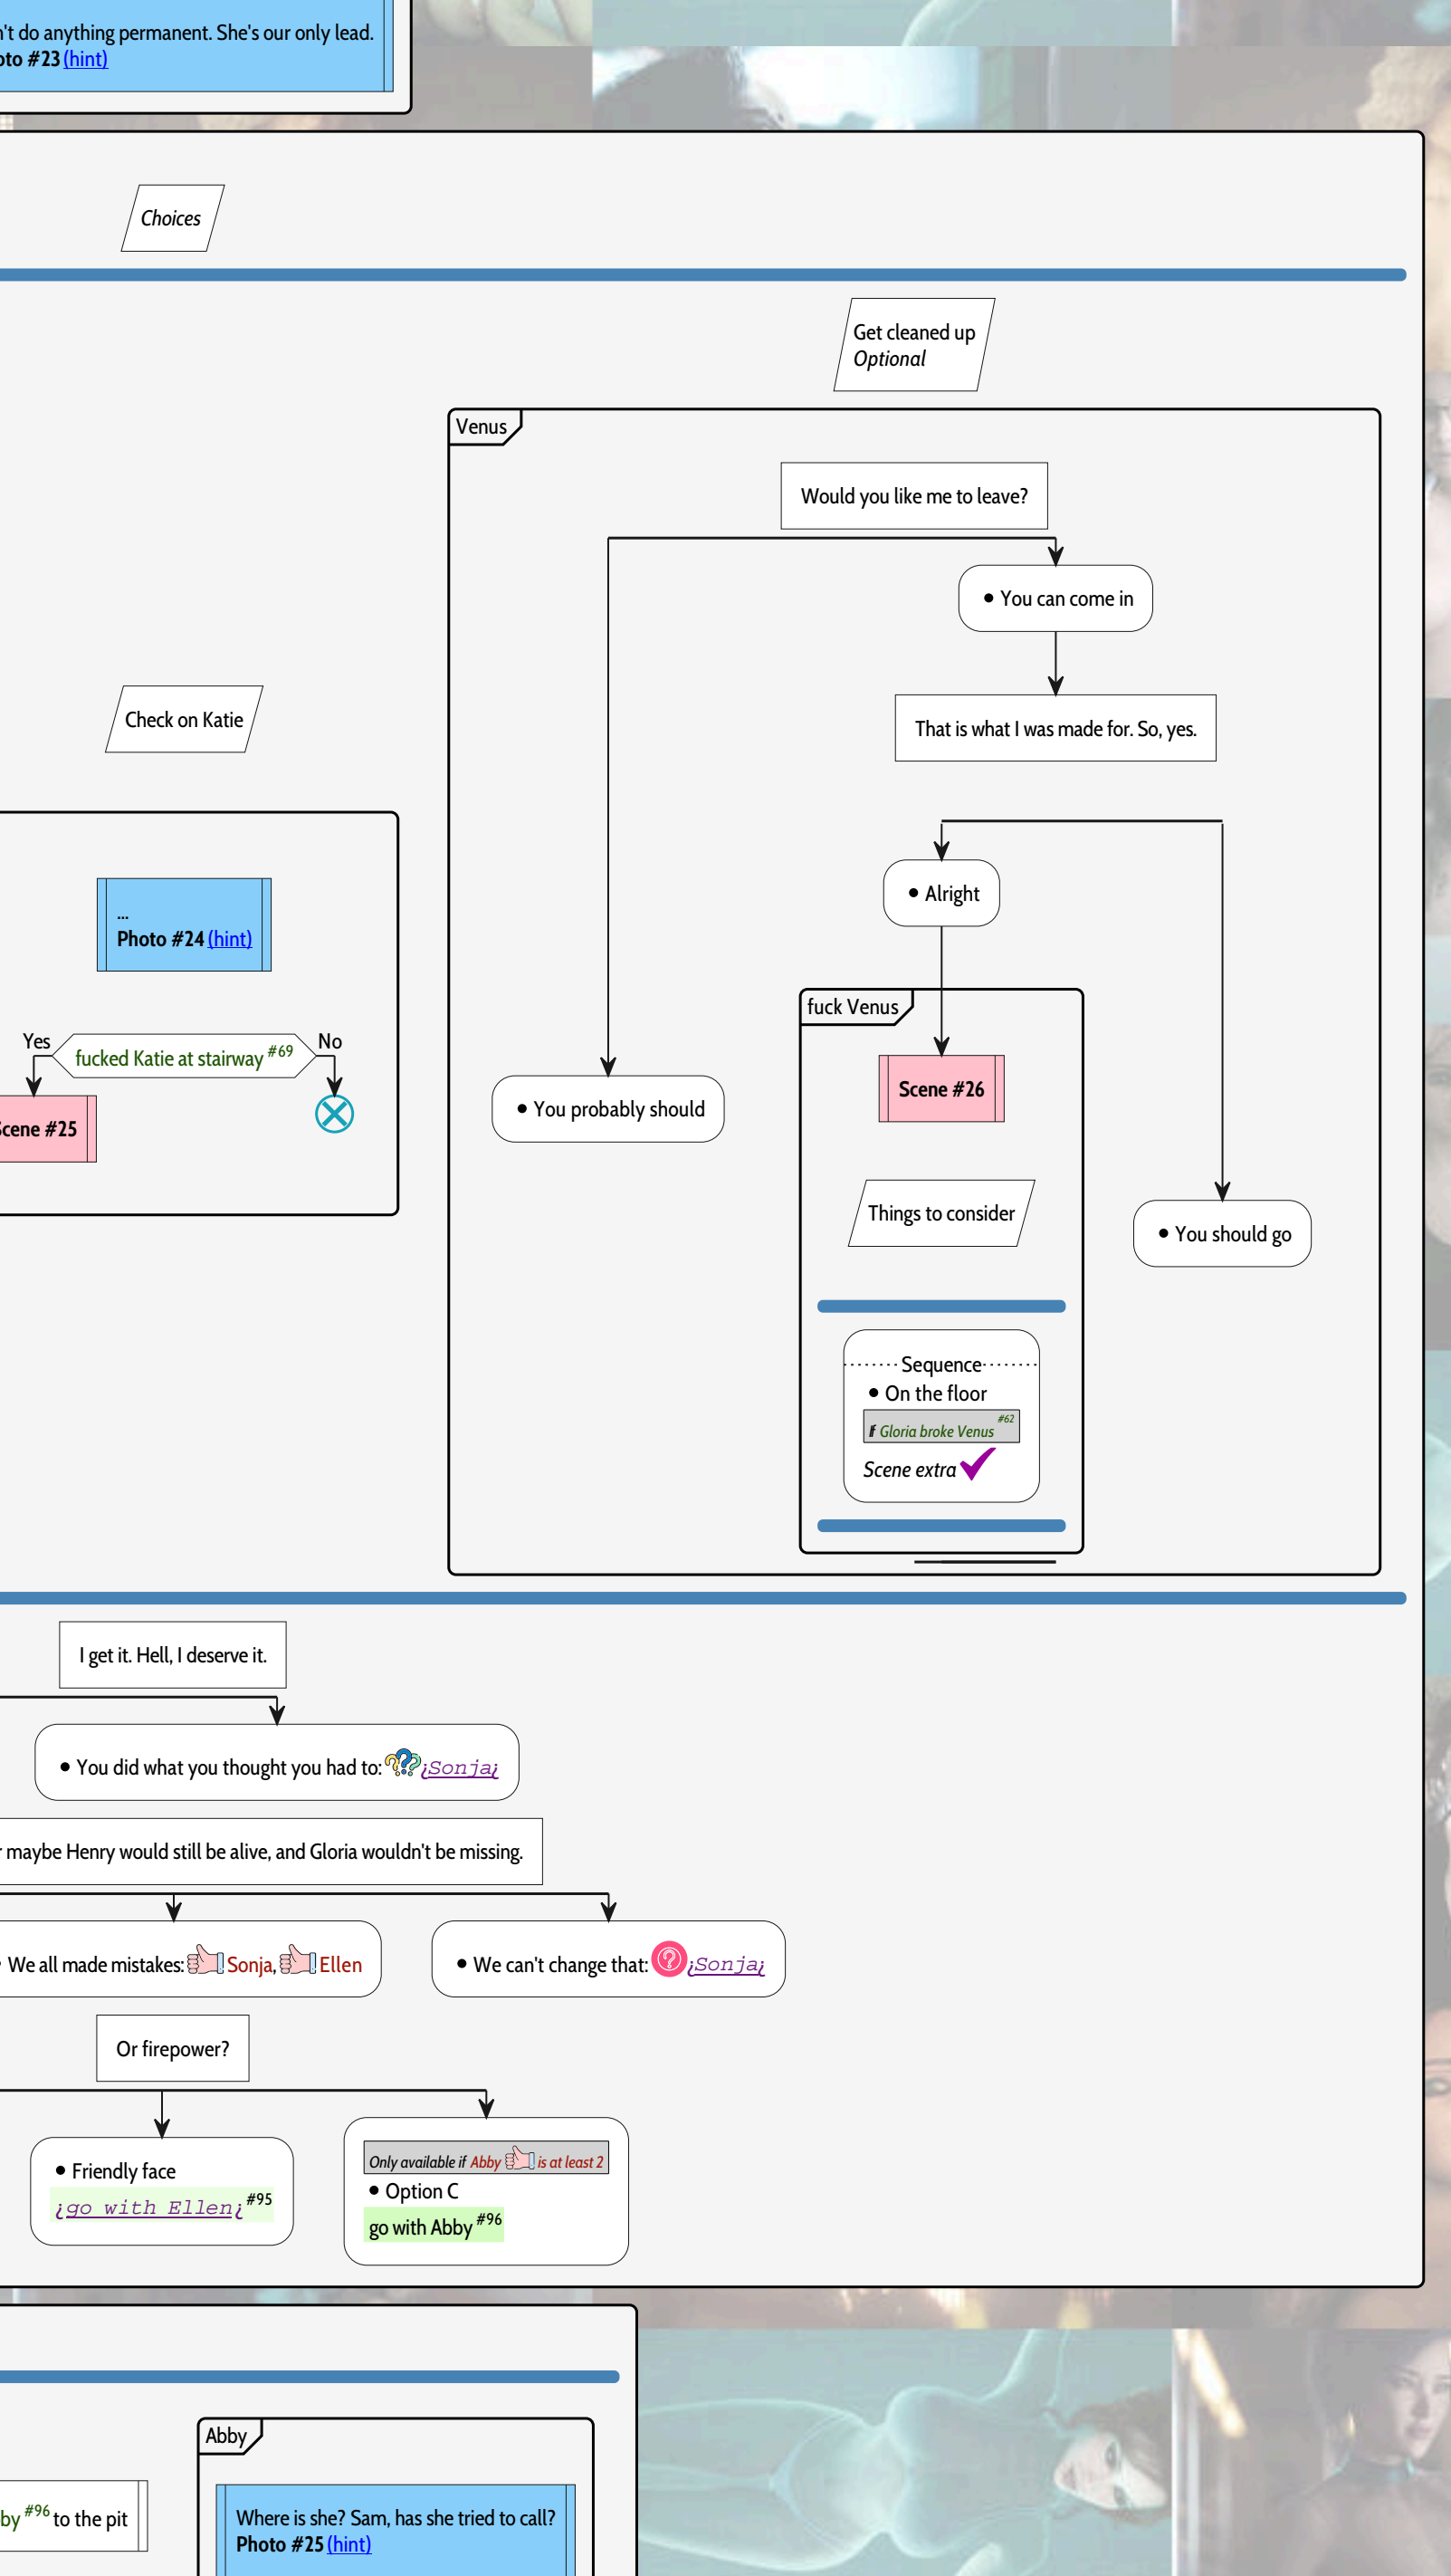 n't do anything permanent. She's our only lead.
oto #23 (hint)
Choices
Get cleaned up
Optional
Venus
Would you like me to leave?
• You can come in
That is what I was made for. So, yes.
Check on Katie
• Alright
...
Photo #24 (hint)
fuck Venus
Yes
fucked Katie at stairway #69
No
Scene #26
Scene #25
• You probably should
Things to consider
• You should go
Sequence
• On the floor
If Gloria broke Venus #62
Scene extra
I get it. Hell, I deserve it.
• You did what you thought you had to: ¿Sonja¿
r maybe Henry would still be alive, and Gloria wouldn't be missing.
• We all made mistakes: Sonja, Ellen
• We can't change that: ¿Sonja¿
Or firepower?
• Friendly face
¿go with Ellen¿ #95
Only available if Abby is at least 2
• Option C
go with Abby #96
Abby
by #96 to the pit
Where is she? Sam, has she tried to call?
Photo #25 (hint)